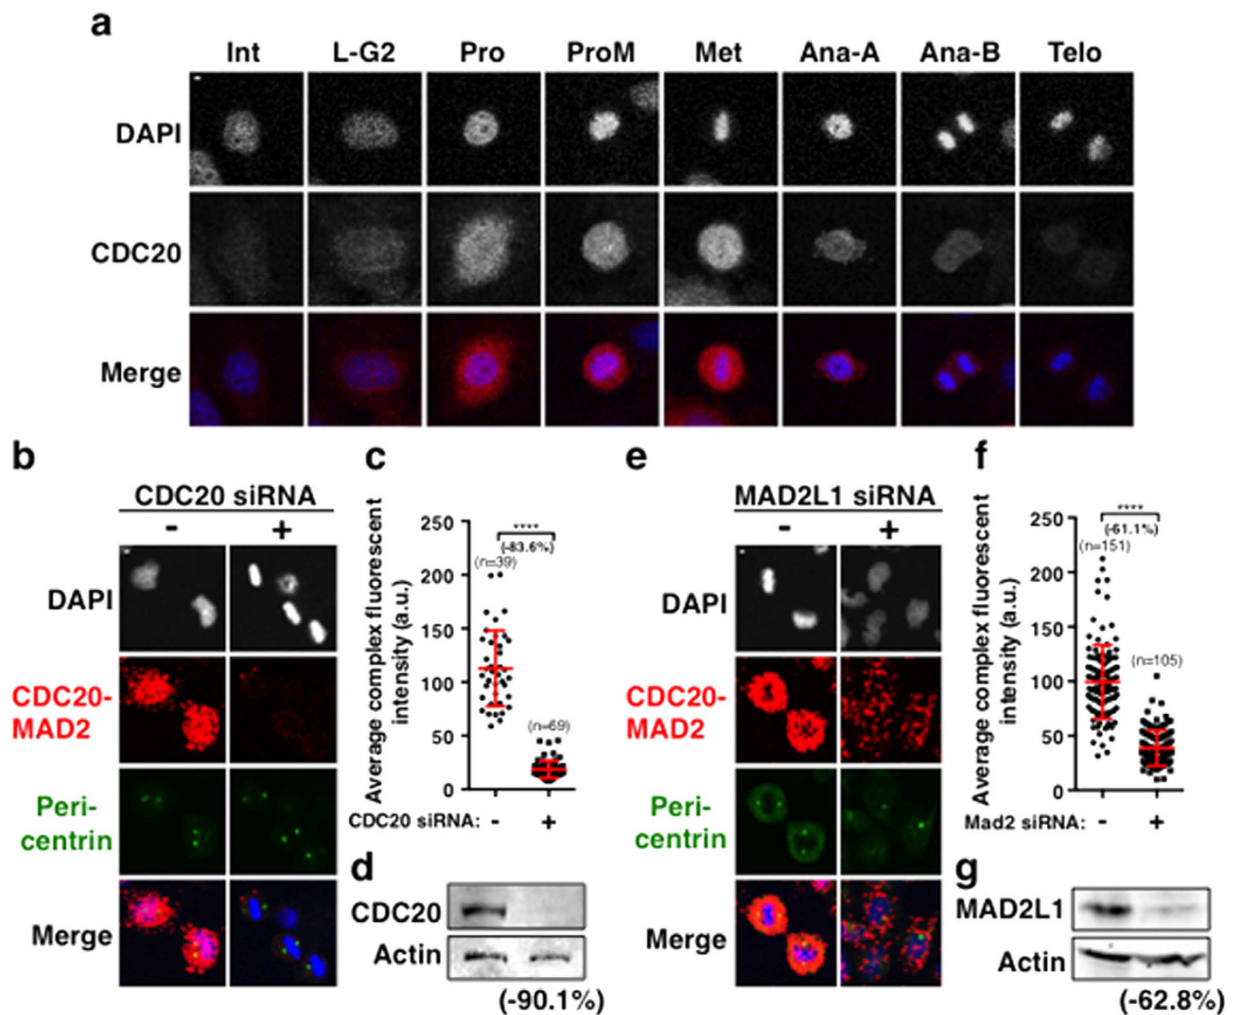 a
Int L-G2 Pro ProM Met Ana-A Ana-B Telo
DAPI
CDC20
Merge
b
CDC20 siRNA
- +
DAPI
CDC20-
MAD2
Peri-
centrin
Merge
c
Average complex fluorescent
intensity (a.u.)
250
200
150
100
50
0
****
(-83.6%)
(n=39)
(n=69)
CDC20 siRNA: - +
d
CDC20
Actin
(-90.1%)
e
MAD2L1 siRNA
- +
DAPI
CDC20-
MAD2
Peri-
centrin
Merge
f
Average complex fluorescent
intensity (a.u.)
250
200
150
100
50
0
****
(-61.1%)
(n=151)
(n=105)
Mad2 siRNA: - +
g
MAD2L1
Actin
(-62.8%)